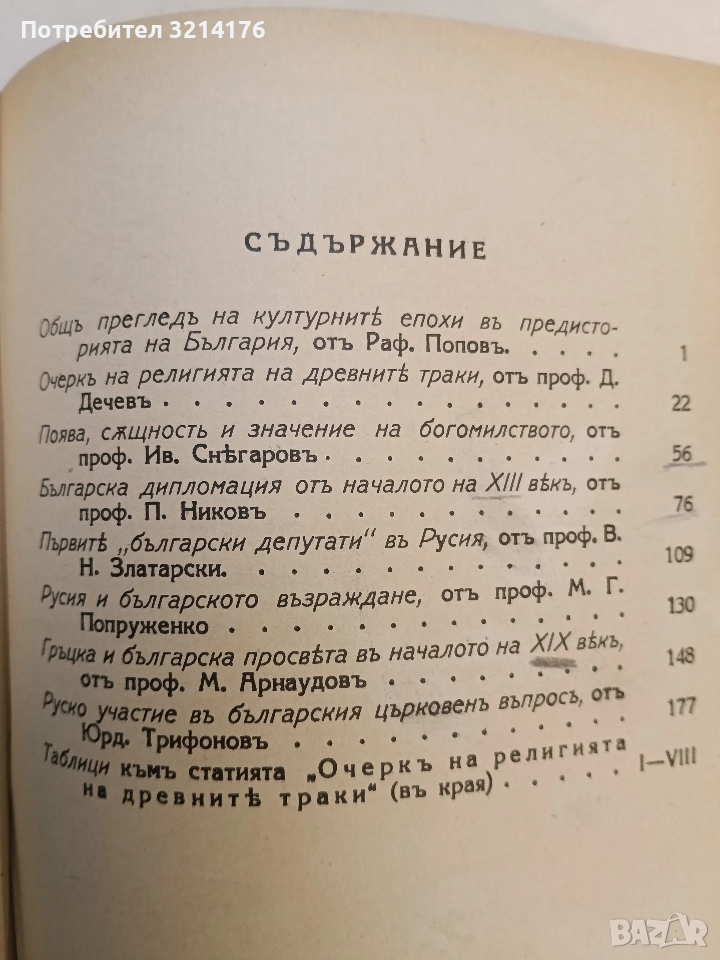 Потребител 3214176
СЪДЪРЖАНИЕ
Общъ прегледъ на културнитѣ епохи въ предисто-
рията на България, отъ Раф. Поповъ. . . . . 1
Очеркъ на религията на древнитѣ траки, отъ проф. Д.
Дечевъ . . . . . . . . . . . . . . . . . 22
Поява, сѫщность и значение на богомилството, отъ
проф. Ив. Снѣгаровъ . . . . . . . . . . . 56
Българска дипломация отъ началото на XIII вѣкъ, отъ
проф. П. Никовъ . . . . . . . . . . . . . 76
Първитѣ „български депутати“ въ Русия, отъ проф. В.
Н. Златарски. . . . . . . . . . . . . . . 109
Русия и българското възраждане, отъ проф. М. Г.
Попруженко . . . . . . . . . . . . . . . 130
Гръцка и българска просвѣта въ началото на XIX вѣкъ,
отъ проф. М. Арнаудовъ . . . . . . . . . 148
Руско участие въ българския църковенъ въпросъ, отъ
Юрд. Трифоновъ . . . . . . . . . . . . . 177
Таблици къмъ статията „Очеркъ на религията
на древнитѣ траки“ (въ края) . . . . . I—VIII
BAZAR